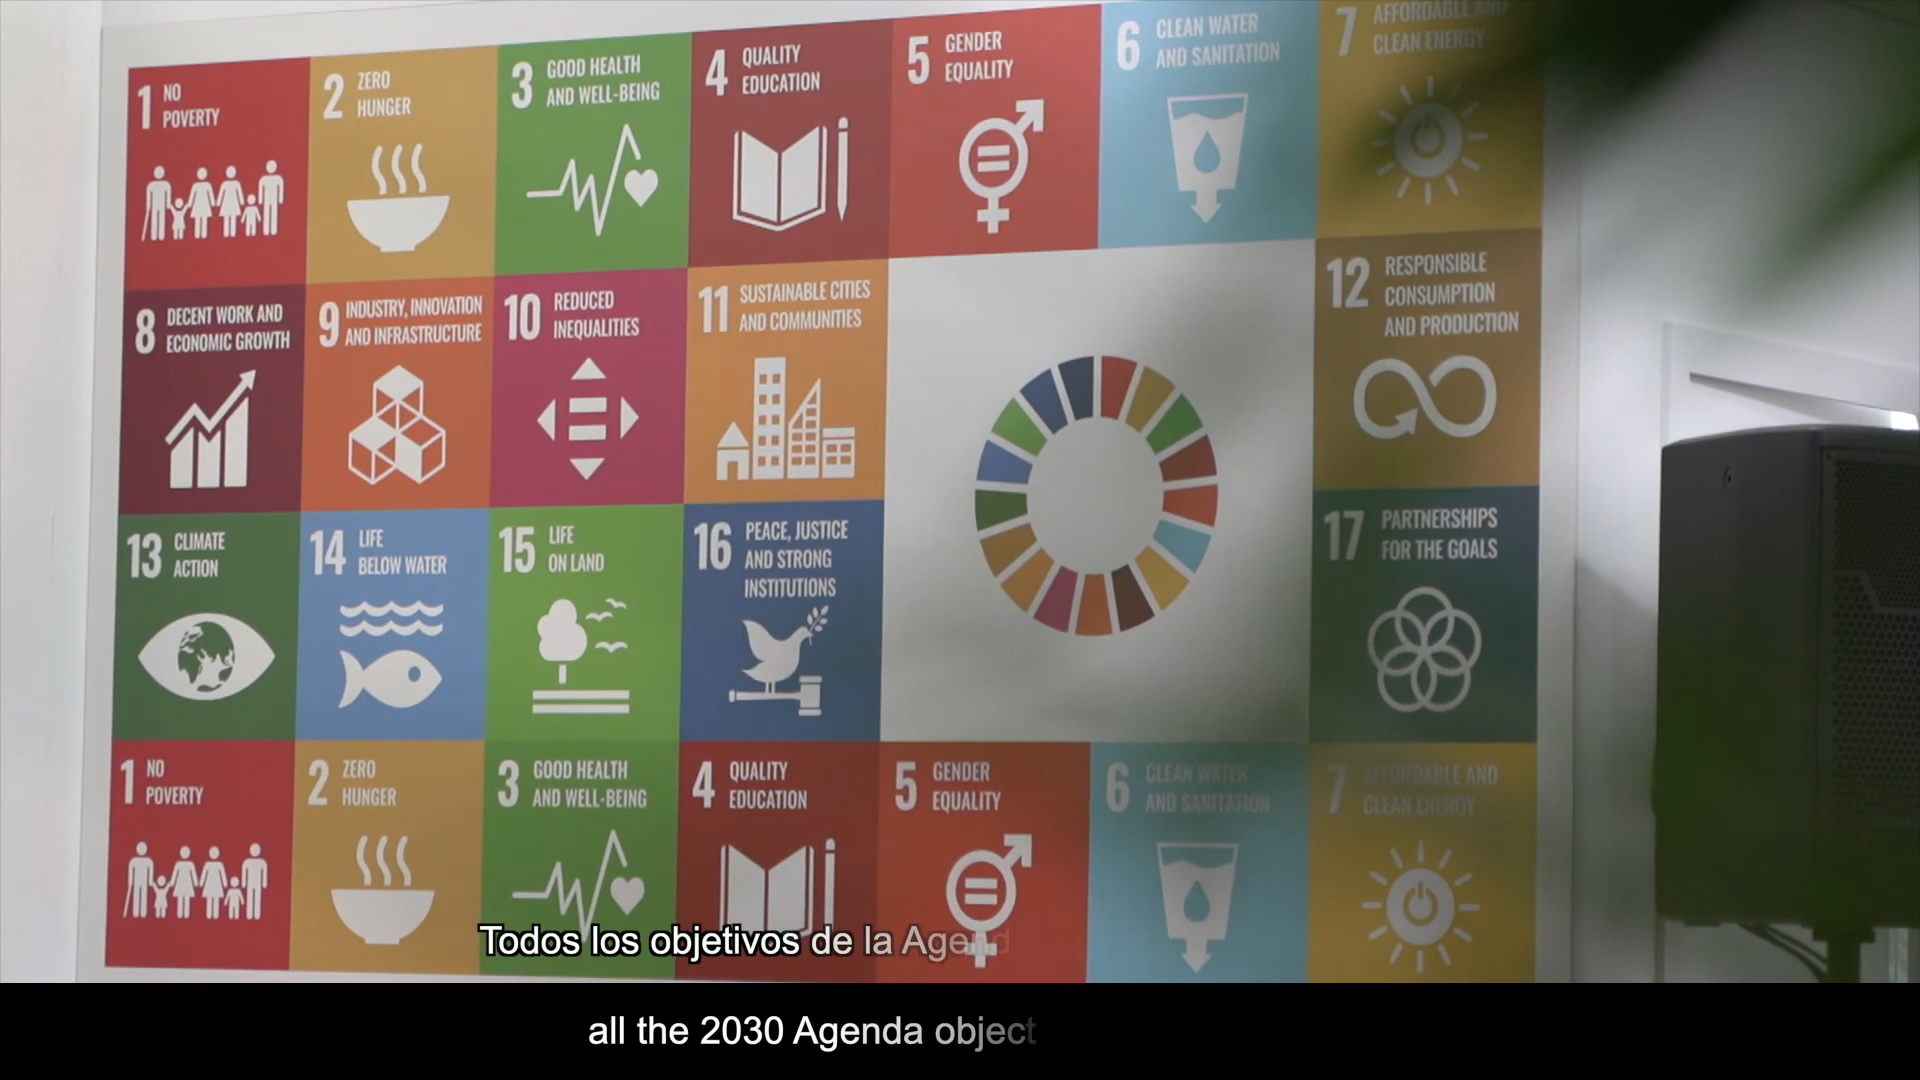 1 NO
POVERTY
2 ZERO
HUNGER
3 GOOD HEALTH
AND WELL-BEING
4 QUALITY
EDUCATION
5 GENDER
EQUALITY
6 CLEAN WATER
AND SANITATION
7 AFFORDABLE AND
CLEAN ENERGY
8 DECENT WORK AND
ECONOMIC GROWTH
9 INDUSTRY, INNOVATION
AND INFRASTRUCTURE
10 REDUCED
INEQUALITIES
11 SUSTAINABLE CITIES
AND COMMUNITIES
12 RESPONSIBLE
CONSUMPTION
AND PRODUCTION
13 CLIMATE
ACTION
14 LIFE
BELOW WATER
15 LIFE
ON LAND
16 PEACE, JUSTICE
AND STRONG
INSTITUTIONS
17 PARTNERSHIPS
FOR THE GOALS
1 NO
POVERTY
2 ZERO
HUNGER
3 GOOD HEALTH
AND WELL-BEING
4 QUALITY
EDUCATION
5 GENDER
EQUALITY
6 CLEAN WATER
AND SANITATION
7 AFFORDABLE AND
CLEAN ENERGY
Todos los objetivos de la Agend
all the 2030 Agenda object